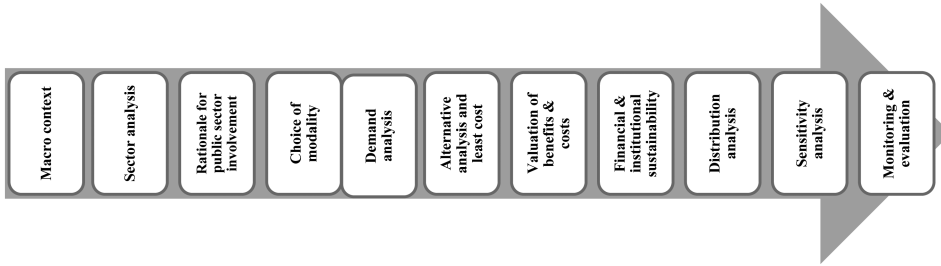 Macro context
Sector analysis
Rationale for
public sector
involvement
Choice of
modality
Demand
analysis
Alternative
analysis and
least cost
Valuation of
benefits &
costs
Financial &
institutional
sustainability
Distribution
analysis
Sensitivity
analysis
Monitoring &
evaluation